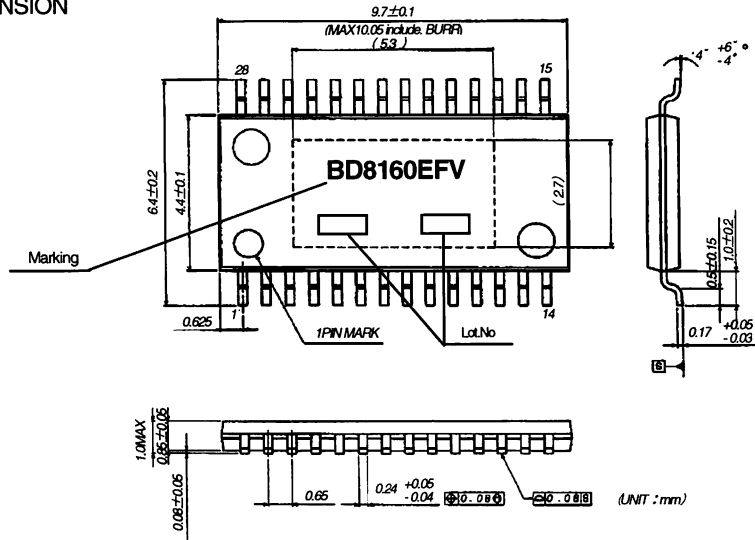 NSION
9.7±0.1
(MAX10.05 include. BURR)
(5.3)
28
15
4° +6° -4°
6.4±0.2
4.4±0.1
BD8160EFV
(2.7)
Marking
0.5±0.15
1.0±0.2
0.625
1
1PIN MARK
Lot.No
14
0.17 +0.05 -0.03
S
1.0MAX
0.85±0.05
0.08±0.05
0.65
0.24 +0.05 -0.04
0.08
0.08 S
(UNIT : mm)